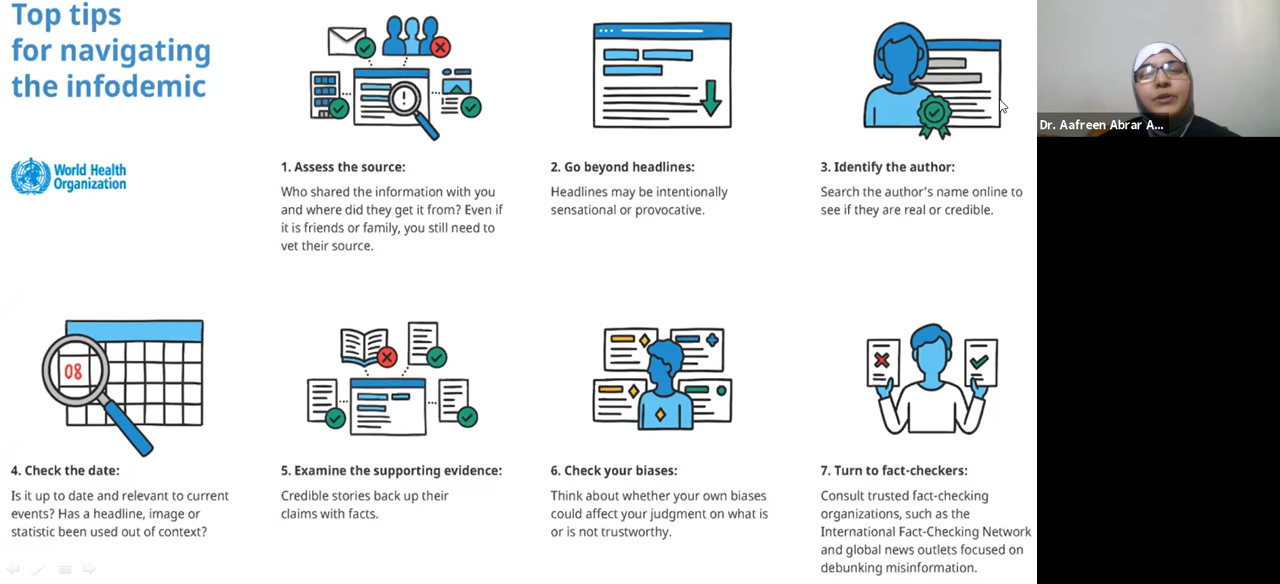 Top tips
for navigating
the infodemic
World Health
Organization
1. Assess the source:
Who shared the information with you
and where did they get it from? Even if
it is friends or family, you still need to
vet their source.
2. Go beyond headlines:
Headlines may be intentionally
sensational or provocative.
3. Identify the author:
Search the author's name online to
see if they are real or credible.
Dr. Aafreen Abrar A...
08
4. Check the date:
Is it up to date and relevant to current
events? Has a headline, image or
statistic been used out of context?
5. Examine the supporting evidence:
Credible stories back up their
claims with facts.
6. Check your biases:
Think about whether your own biases
could affect your judgment on what is
or is not trustworthy.
7. Turn to fact-checkers:
Consult trusted fact-checking
organizations, such as the
International Fact-Checking Network
and global news outlets focused on
debunking misinformation.